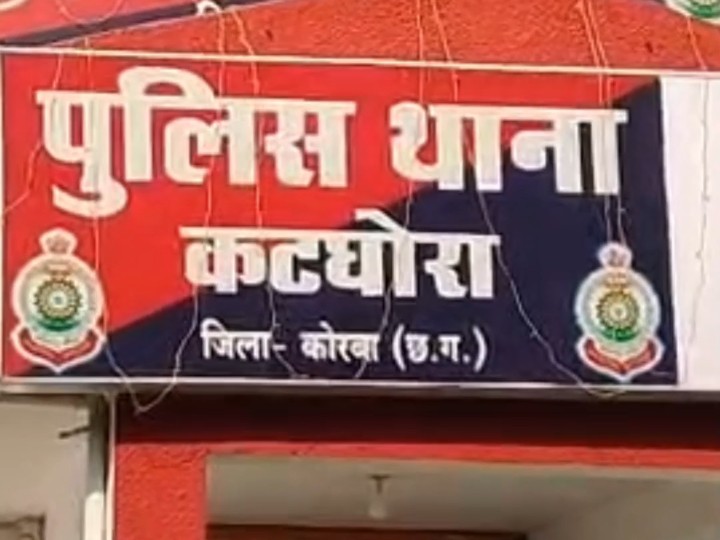 पुलिस थाना
कटघोरा
जिला- कोरबा (छ.ग.)